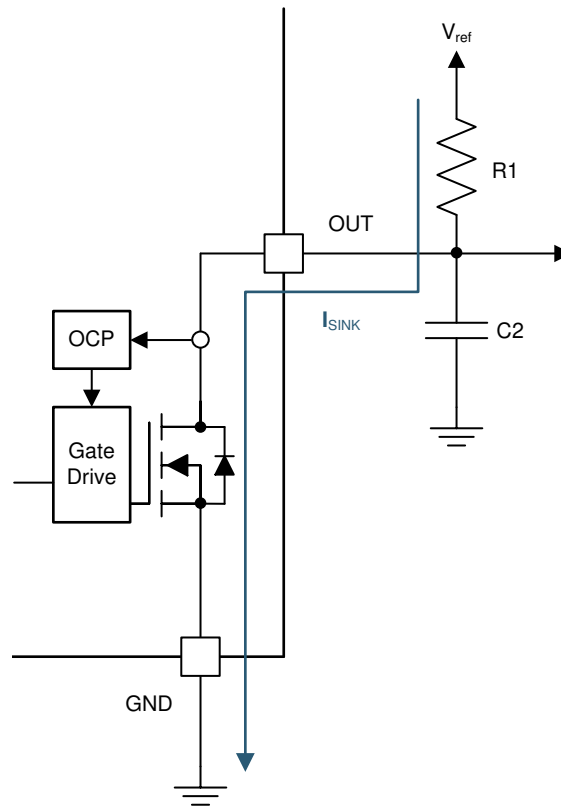 Vref
R1
OUT
ISINK
OCP
C2
Gate
Drive
GND